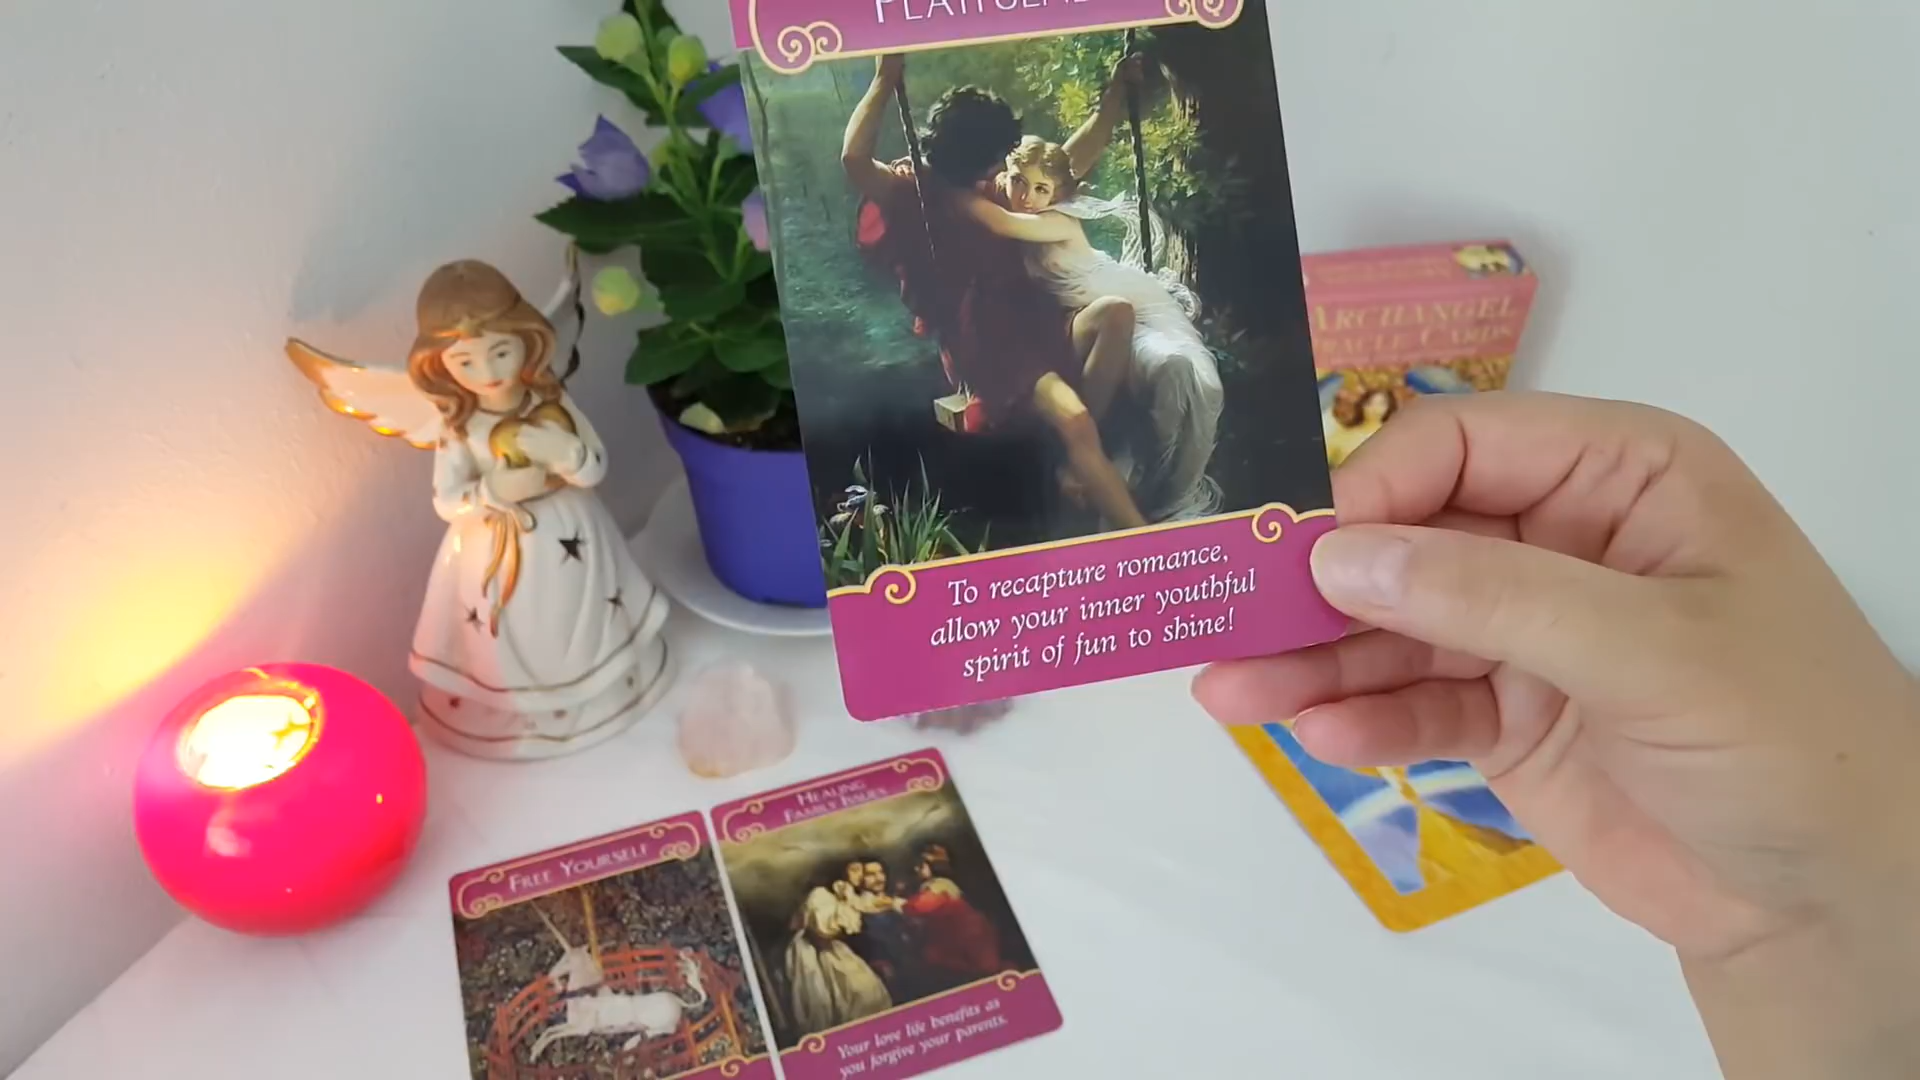 To recapture romance,
allow your inner youthful
spirit of fun to shine!
ARCHANGEL
ORACLE CARDS
FREE YOURSELF
HEALING
FAMILY ISSUES
Your love life benefits as
you forgive your parents.